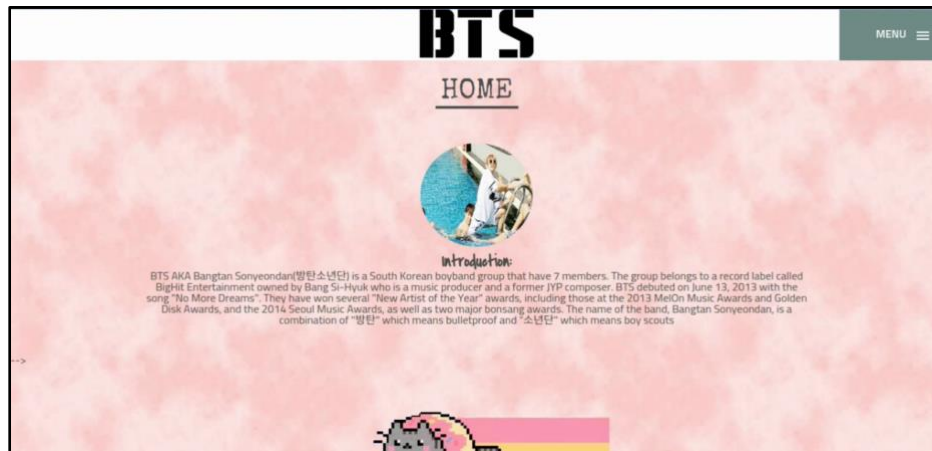 BTS
MENU
HOME
Introduction:
BTS AKA Bangtan Sonyeondan(방탄소년단) is a South Korean boyband group that have 7 members. The group belongs to a record label called
BigHit Entertainment owned by Bang Si-Hyuk who is a music producer and a former JYP composer. BTS debuted on June 13, 2013 with the
song "No More Dreams". They have won several "New Artist of the Year" awards, including those at the 2013 MelOn Music Awards and Golden
Disk Awards, and the 2014 Seoul Music Awards, as well as two major bonsang awards. The name of the band, Bangtan Sonyeondan, is a
combination of "방탄" which means bulletproof and "소년단" which means boy scouts
-->